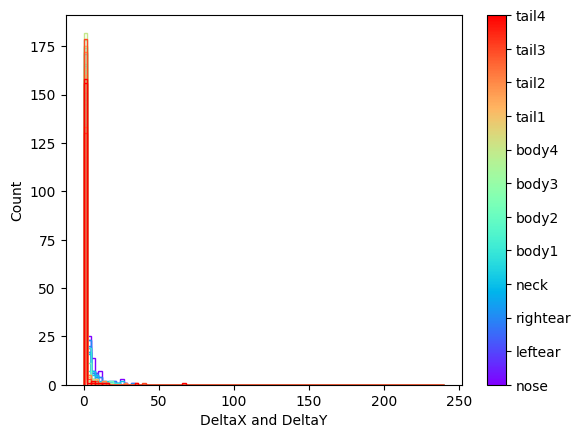 175
150
125
100
75
50
25
0
Count
0 50 100 150 200 250
DeltaX and DeltaY
tail4
tail3
tail2
tail1
body4
body3
body2
body1
neck
rightear
leftear
nose